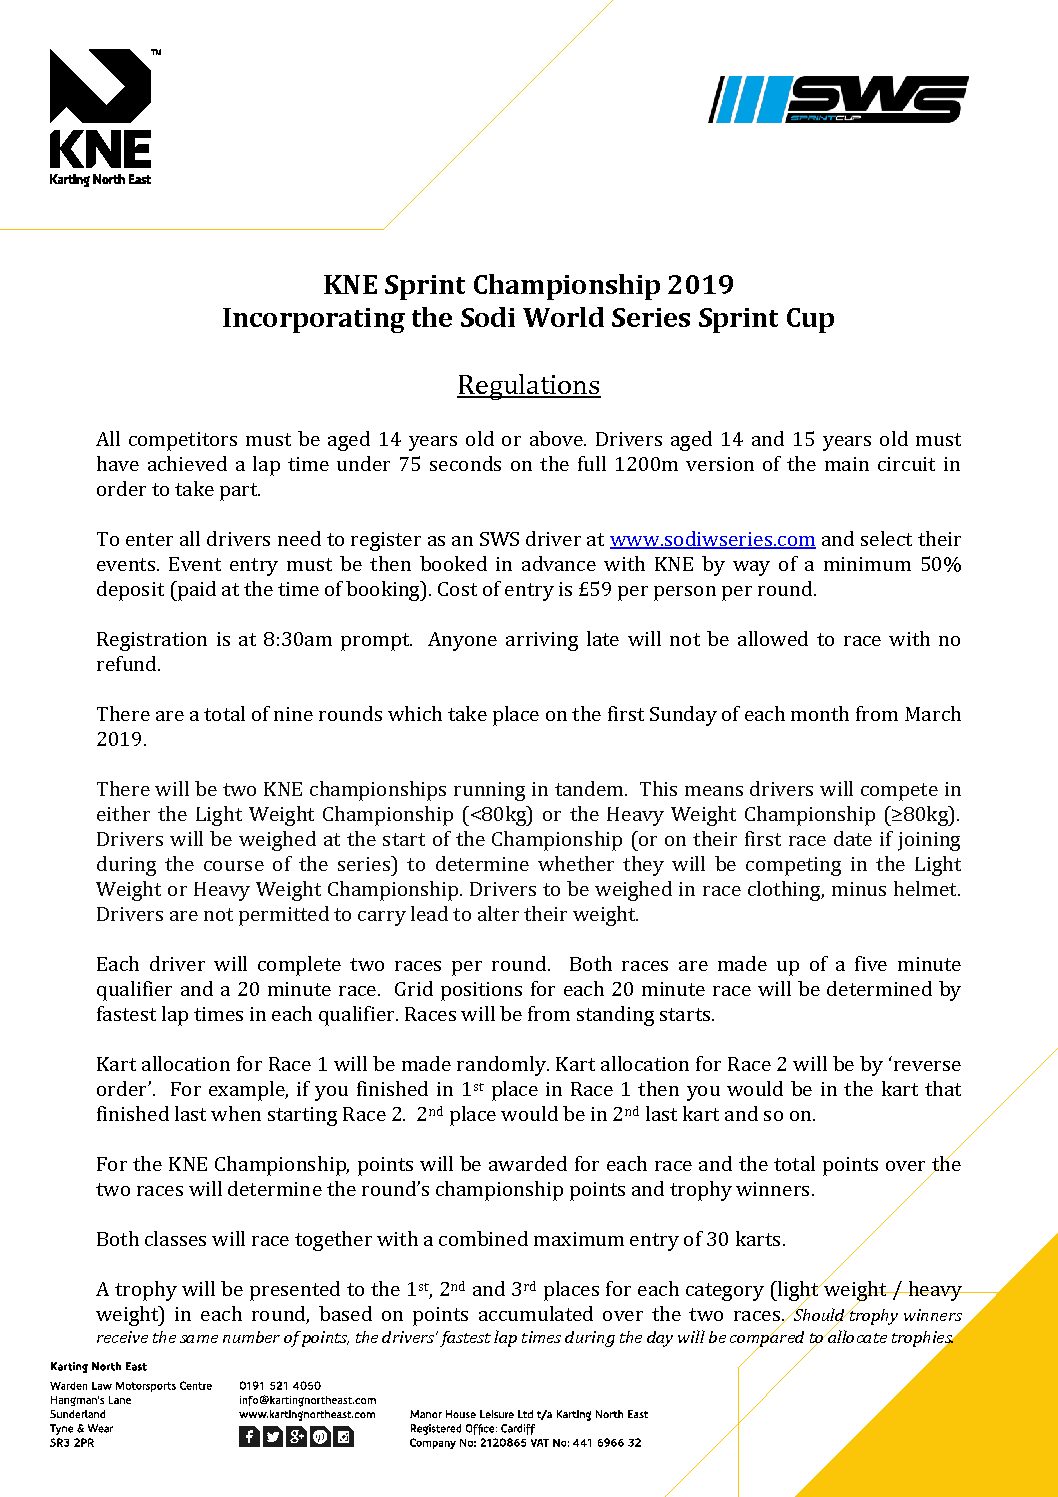 TM
KNE
Karting North East
SWS
SPRINTCUP
KNE Sprint Championship 2019
Incorporating the Sodi World Series Sprint Cup
Regulations
All competitors must be aged 14 years old or above. Drivers aged 14 and 15 years old must
have achieved a lap time under 75 seconds on the full 1200m version of the main circuit in
order to take part.
To enter all drivers need to register as an SWS driver at www.sodiwseries.com and select their
events. Event entry must be then booked in advance with KNE by way of a minimum 50%
deposit (paid at the time of booking). Cost of entry is £59 per person per round.
Registration is at 8:30am prompt.  Anyone arriving late will not be allowed to race with no
refund.
There are a total of nine rounds which take place on the first Sunday of each month from March
2019.
There will be two KNE championships running in tandem.  This means drivers will compete in
either the Light Weight Championship (<80kg) or the Heavy Weight Championship (≥80kg).
Drivers will be weighed at the start of the Championship (or on their first race date if joining
during the course of the series) to determine whether they will be competing in the Light
Weight or Heavy Weight Championship. Drivers to be weighed in race clothing, minus helmet.
Drivers are not permitted to carry lead to alter their weight.
Each driver will complete two races per round.  Both races are made up of a five minute
qualifier and a 20 minute race.  Grid positions for each 20 minute race will be determined by
fastest lap times in each qualifier. Races will be from standing starts.
Kart allocation for Race 1 will be made randomly. Kart allocation for Race 2 will be by ‘reverse
order’.  For example, if you finished in 1st place in Race 1 then you would be in the kart that
finished last when starting Race 2.  2nd place would be in 2nd last kart and so on.
For the KNE Championship, points will be awarded for each race and the total points over the
two races will determine the round’s championship points and trophy winners.
Both classes will race together with a combined maximum entry of 30 karts.
A trophy will be presented to the 1st, 2nd and 3rd places for each category (light weight / heavy
weight) in each round, based on points accumulated over the two races. Should trophy winners
receive the same number of points, the drivers’ fastest lap times during the day will be compared to allocate trophies.
Karting North East
Warden Law Motorsports Centre
Hangman's Lane
Sunderland
Tyne & Wear
SR3 2PR
0191 521 4050
info@kartingnortheast.com
www.kartingnortheast.com
Manor House Leisure Ltd t/a Karting North East
Registered Office: Cardiff
Company No: 2120865 VAT No: 441 6966 32